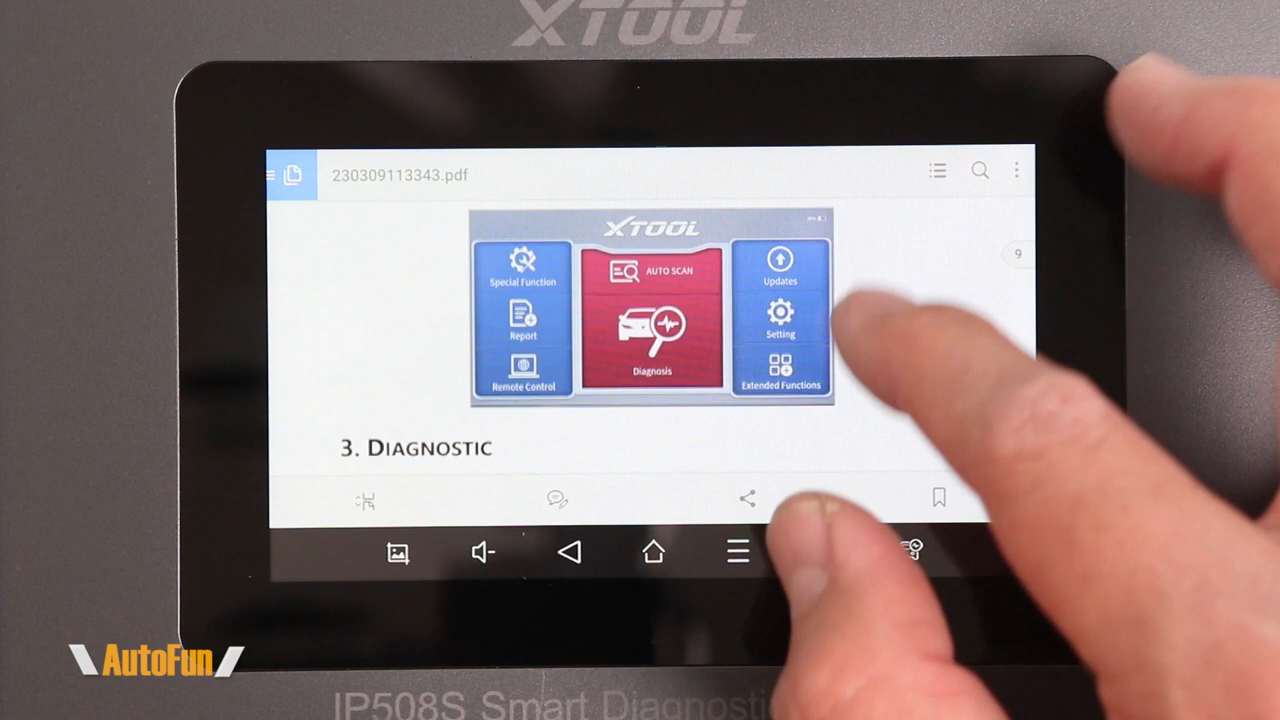 XTOOL
230309113343.pdf
XTOOL
9
Special Function
AUTO SCAN
Updates
Report
Setting
Remote Control
Diagnosis
Extended Functions
3. DIAGNOSTIC
AutoFun
IP508S Smart Diagnosti